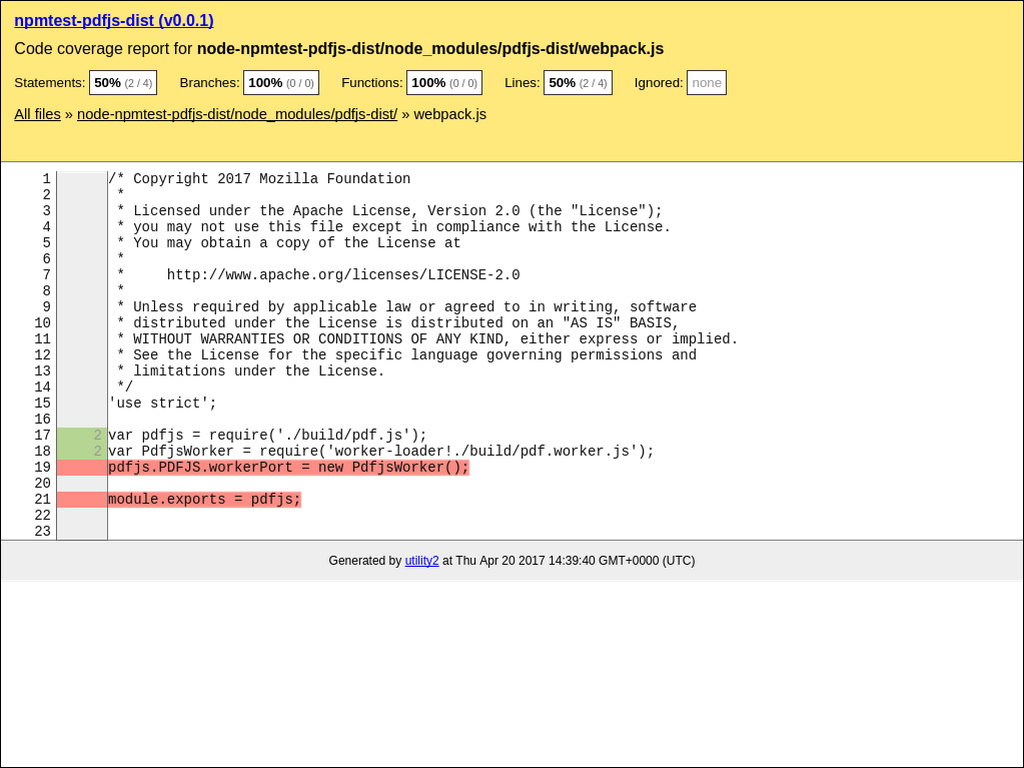 npmtest-pdfjs-dist (v0.0.1)
Code coverage report for node-npmtest-pdfjs-dist/node_modules/pdfjs-dist/webpack.js
Statements: 50% (2 / 4) Branches: 100% (0 / 0) Functions: 100% (0 / 0) Lines: 50% (2 / 4) Ignored: none
All files » node-npmtest-pdfjs-dist/node_modules/pdfjs-dist/ » webpack.js
1 /* Copyright 2017 Mozilla Foundation
2  *
3  * Licensed under the Apache License, Version 2.0 (the "License");
4  * you may not use this file except in compliance with the License.
5  * You may obtain a copy of the License at
6  *
7  *     http://www.apache.org/licenses/LICENSE-2.0
8  *
9  * Unless required by applicable law or agreed to in writing, software
10  * distributed under the License is distributed on an "AS IS" BASIS,
11  * WITHOUT WARRANTIES OR CONDITIONS OF ANY KIND, either express or implied.
12  * See the License for the specific language governing permissions and
13  * limitations under the License.
14  */
15 'use strict';
16
17 2 var pdfjs = require('./build/pdf.js');
18 2 var PdfjsWorker = require('worker-loader!./build/pdf.worker.js');
19 pdfjs.PDFJS.workerPort = new PdfjsWorker();
20
21 module.exports = pdfjs;
22
23
Generated by utility2 at Thu Apr 20 2017 14:39:40 GMT+0000 (UTC)